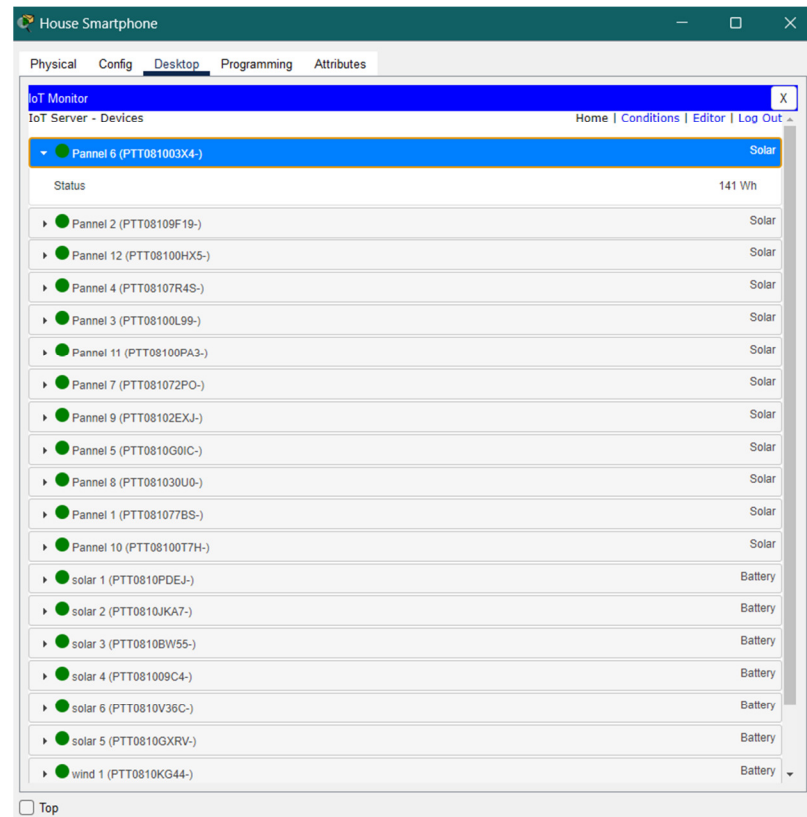 House Smartphone
Physical Config Desktop Programming Attributes
IoT Monitor X
IoT Server - Devices Home | Conditions | Editor | Log Out
Pannel 6 (PTT081003X4-) Solar
Status 141 Wh
Pannel 2 (PTT08109F19-) Solar
Pannel 12 (PTT08100HX5-) Solar
Pannel 4 (PTT08107R4S-) Solar
Pannel 3 (PTT08100L99-) Solar
Pannel 11 (PTT08100PA3-) Solar
Pannel 7 (PTT081072PO-) Solar
Pannel 9 (PTT08102EXJ-) Solar
Pannel 5 (PTT0810G0IC-) Solar
Pannel 8 (PTT081030U0-) Solar
Pannel 1 (PTT081077BS-) Solar
Pannel 10 (PTT08100T7H-) Solar
solar 1 (PTT0810PDEJ-) Battery
solar 2 (PTT0810JKA7-) Battery
solar 3 (PTT0810BW55-) Battery
solar 4 (PTT081009C4-) Battery
solar 6 (PTT0810V36C-) Battery
solar 5 (PTT0810GXRV-) Battery
wind 1 (PTT0810KG44-) Battery
Top